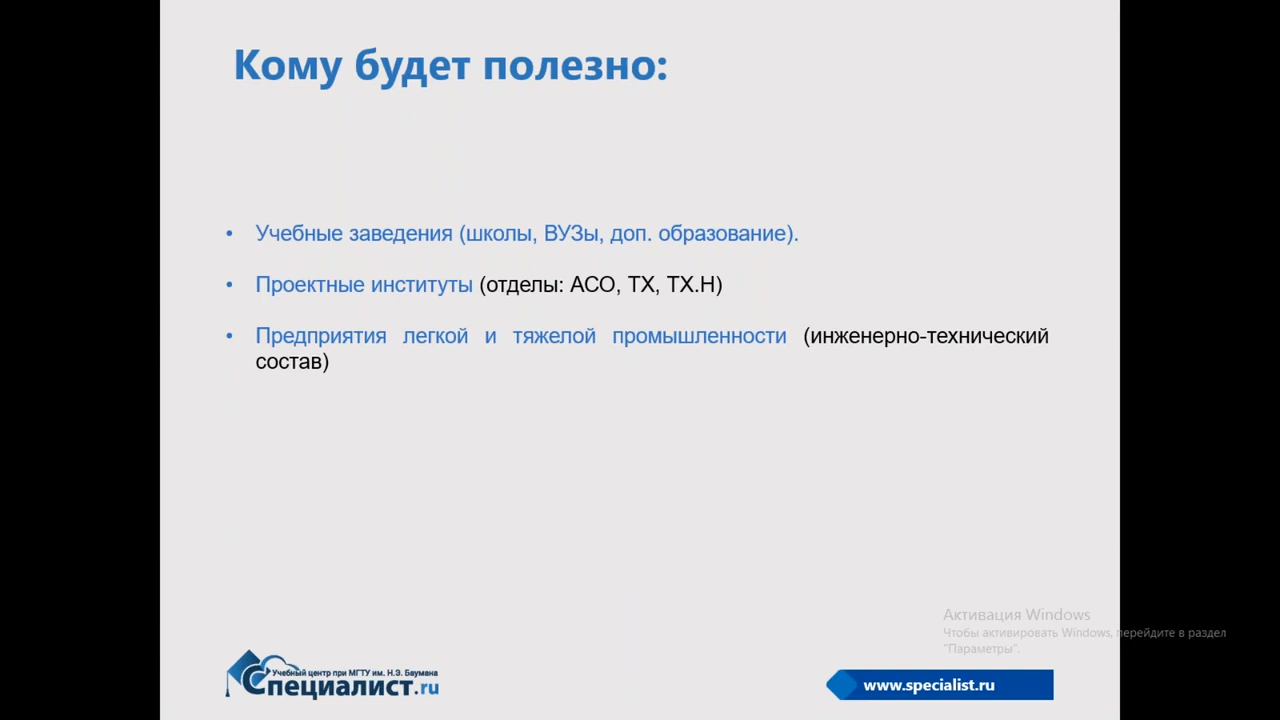 Кому будет полезно:
• Учебные заведения (школы, ВУЗы, доп. образование).
• Проектные институты (отделы: АСО, ТХ, ТХ.Н)
• Предприятия легкой и тяжелой промышленности (инженерно-технический
состав)
Активация Windows
Чтобы активировать Windows, перейдите в раздел
"Параметры".
Учебный центр при МГТУ им. Н.Э. Баумана
Специалист.ru
www.specialist.ru